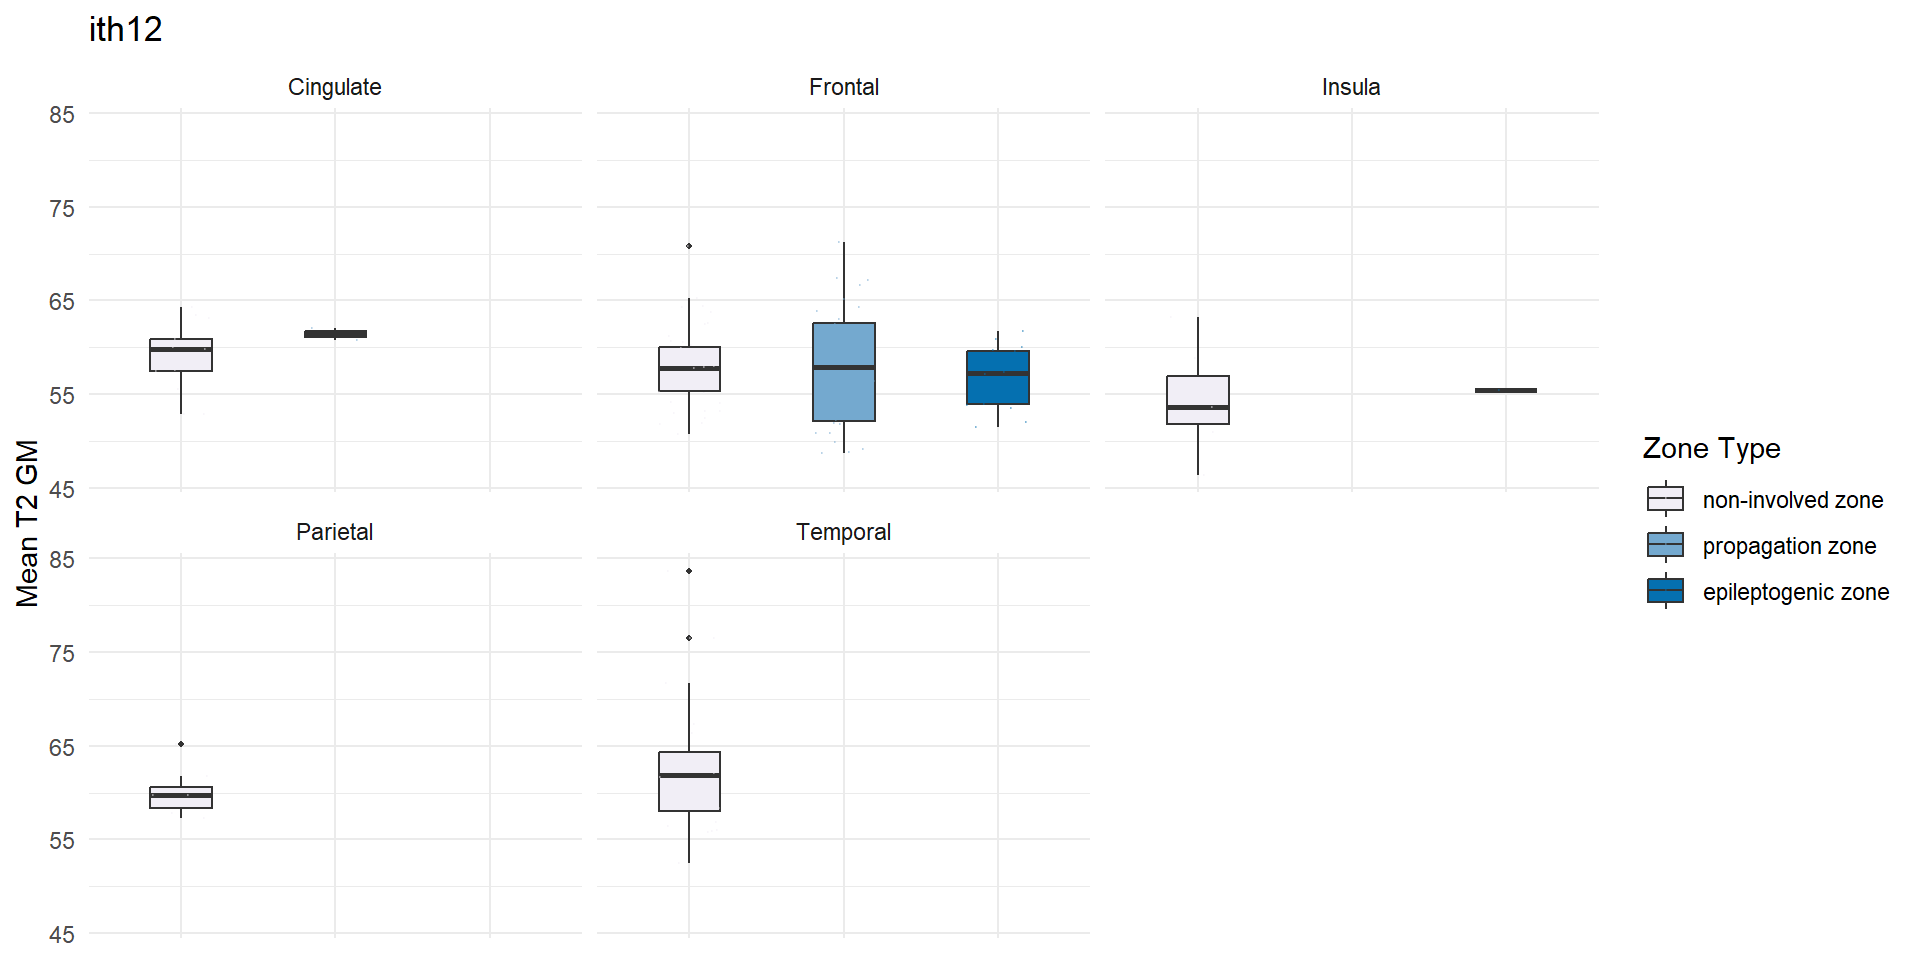 ith12
Cingulate
Frontal
Insula
85
75
65
55
45
Parietal
Temporal
85
75
65
55
45
Mean T2 GM
Zone Type
non-involved zone
propagation zone
epileptogenic zone